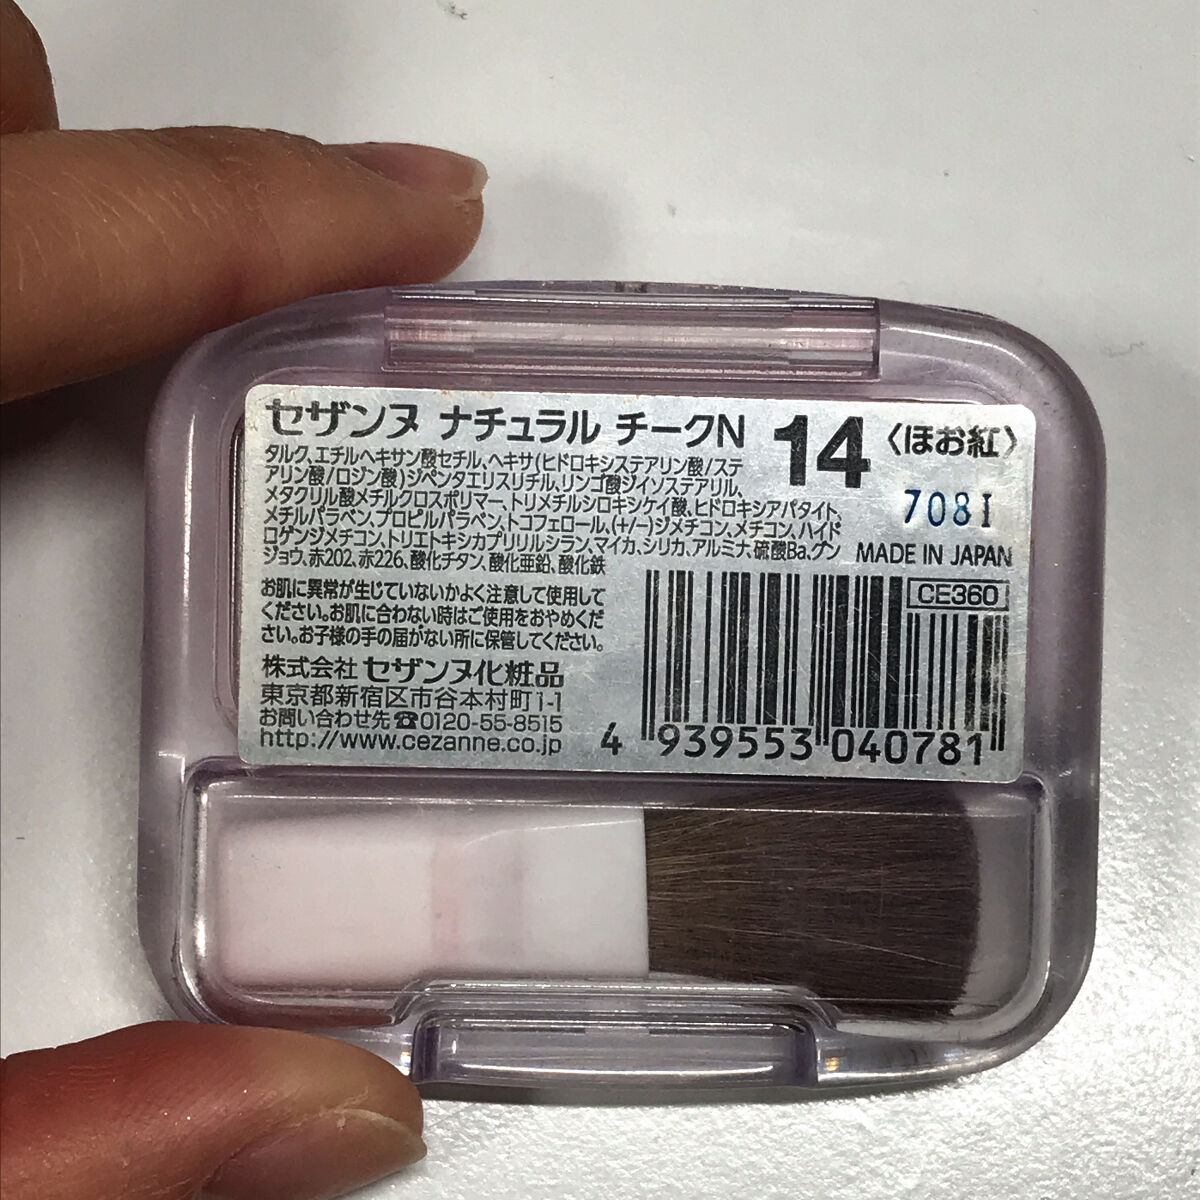 セザンヌ ナチュラル チークN 14 〈ほお紅〉
タルク、エチルヘキサン酸セチル、ヘキサ(ヒドロキシステアリン酸/ステ
アリン酸/ロジン酸)ジペンタエリスリチル、リンゴ酸ジイソステアリル、
メタクリル酸メチルクロスポリマー、トリメチルシロキシケイ酸、ヒドロキシアパタイト、
メチルパラベン、プロピルパラベン、トコフェロール、(+/−)ジメチコン、メチコン、ハイド
ロゲンジメチコン、トリエトキシカプリリルシラン、マイカ、シリカ、アルミナ、硫酸Ba、グン
ジョウ、赤202、赤226、酸化チタン、酸化亜鉛、酸化鉄
708I
MADE IN JAPAN
CE360
お肌に異常が生じていないかよく注意して使用して
ください。お肌に合わない時はご使用をおやめくだ
さい。お子様の手の届かない所に保管してください。
株式会社 セザンヌ化粧品
東京都新宿区市谷本村町1-1
お問い合わせ先☎0120-55-8515
http://www.cezanne.co.jp
4 939553 040781